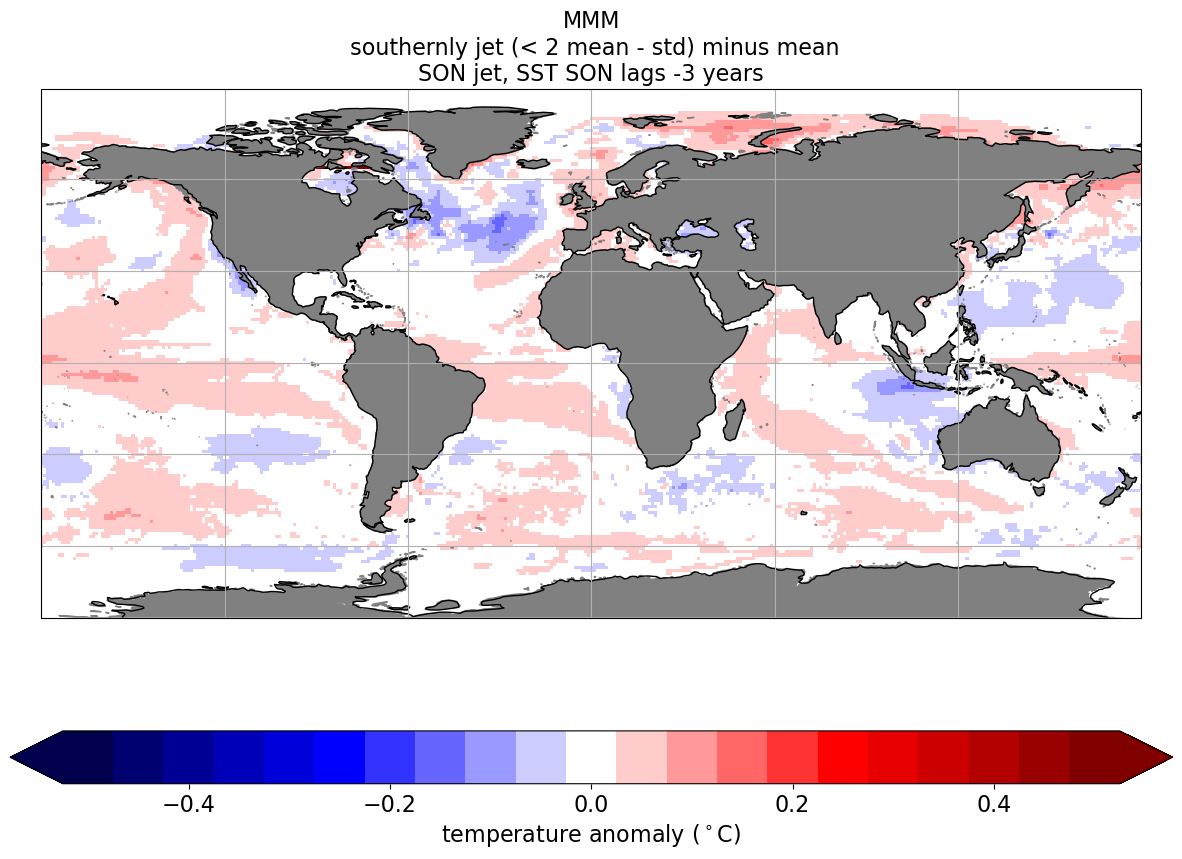 MMM
southernly jet (< 2 mean - std) minus mean
SON jet, SST SON lags -3 years
−0.4 −0.2 0.0 0.2 0.4
temperature anomaly (°C)